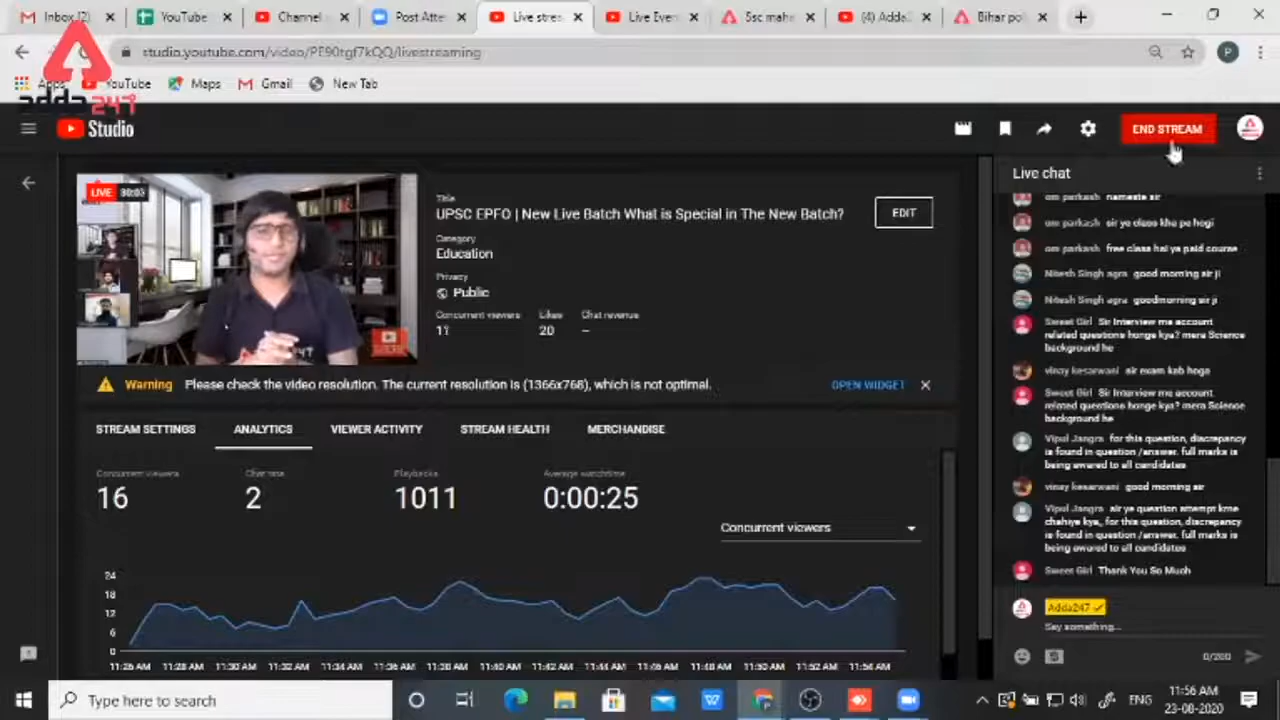 Inbox (2)
YouTube
Channel
Post Atte
Live strea
Live Even
Ssc mah
(4) Adda
Bihar po
studio.youtube.com/video/PF90tgf7kQQ/livestreaming
P
Apps
YouTube
Maps
Gmail
New Tab
adda247
Studio
END STREAM
LIVE
Title
UPSC EPFO | New Live Batch What is Special in The New Batch?
EDIT
Category
Education
Privacy
Public
Concurrent viewers
Likes
Chat revenue
20
–
Warning
Please check the video resolution. The current resolution is (1366x768), which is not optimal.
OPEN WIDGET
STREAM SETTINGS
ANALYTICS
VIEWER ACTIVITY
STREAM HEALTH
MERCHANDISE
Concurrent viewers
Chat rate
Playbacks
Average watchtime
16
2
1011
0:00:25
Concurrent viewers
24
18
12
6
0
11:26 AM
11:28 AM
11:30 AM
11:32 AM
11:34 AM
11:36 AM
11:38 AM
11:40 AM
11:42 AM
11:44 AM
11:46 AM
11:48 AM
11:50 AM
11:52 AM
11:54 AM
Live chat
om parkash namaste sir
om parkash sir ye class kha pe hogi
om parkash free class hai ya paid course
Nitesh Singh agra good morning sir ji
Nitesh Singh agra goodmorning sir ji
Sweet Girl Sir Interview me account
related questions honge kya? mera Science
background he
vinay kesarwani sir exam kab hoga
Sweet Girl Sir Interview me account
related questions honge kya? mera Science
background he
Vipul Jangra for this question, discrepancy
is found in question /answer. full marks is
being awared to all candidates
vinay kesarwani good morning sir
Vipul Jangra sir ye question attempt krne
chahiye kya, for this question, discrepancy
is found in question /answer. full marks is
being awared to all candidates
Sweet Girl Thank You So Much
Adda247
Say something...
0/200
Type here to search
ENG
11:56 AM
23-08-2020